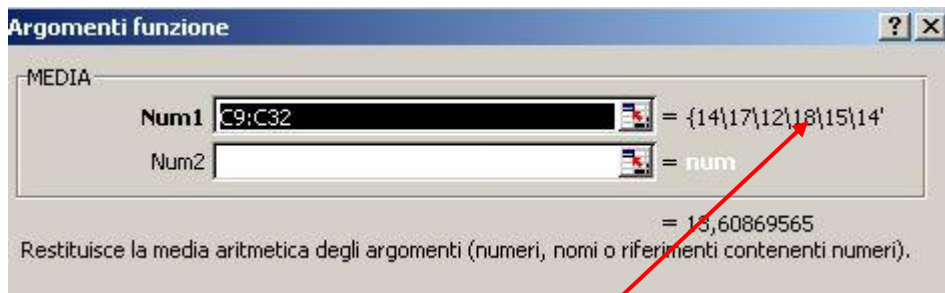 Argomenti funzione
MEDIA
Num1 C9:C32 = {14\17\12\18\15\14'
Num2 = num
= 13,60869565
Restituisce la media aritmetica degli argomenti (numeri, nomi o riferimenti contenenti numeri).